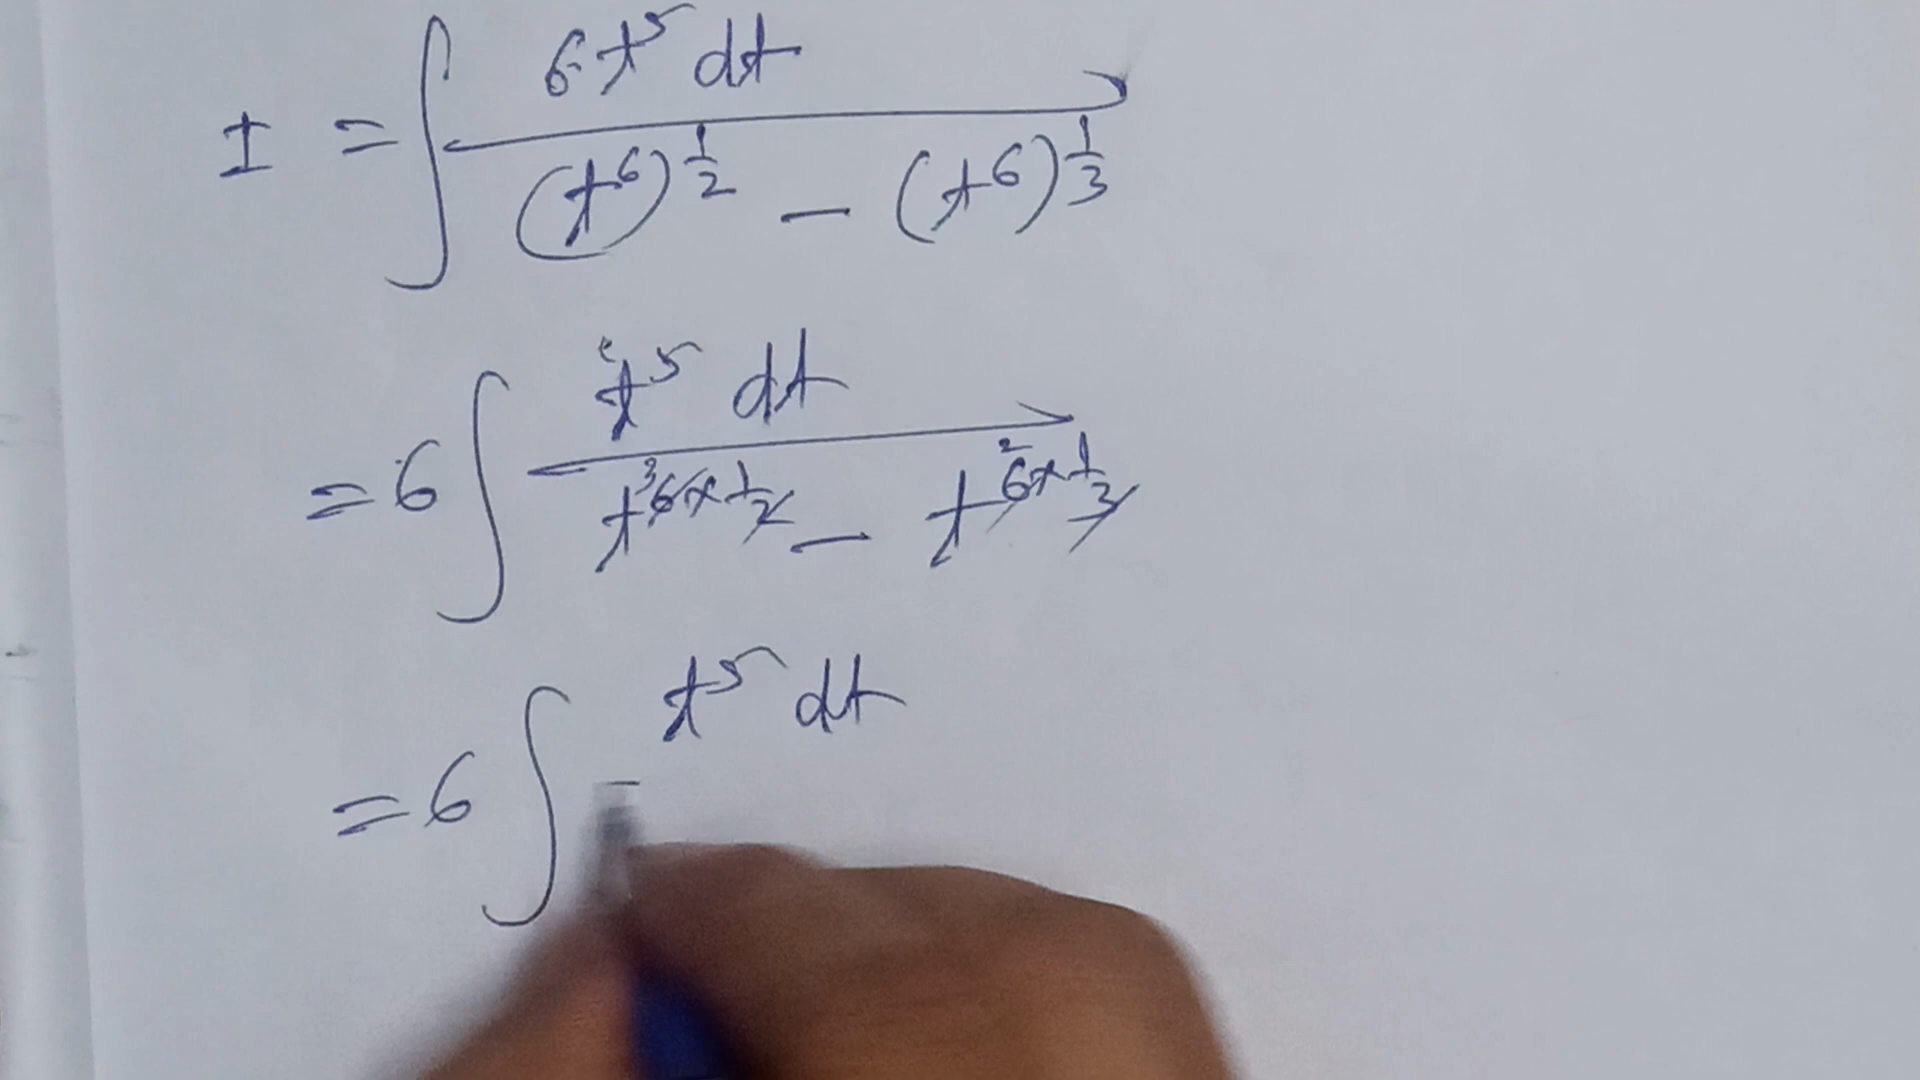 I = ∫ 6t⁵ dt / (t⁶)^(1/2) − (t⁶)^(1/3)
= 6 ∫ t⁵ dt / t^(6×1/2) − t^(6×1/3)
= 6 ∫ t⁵ dt